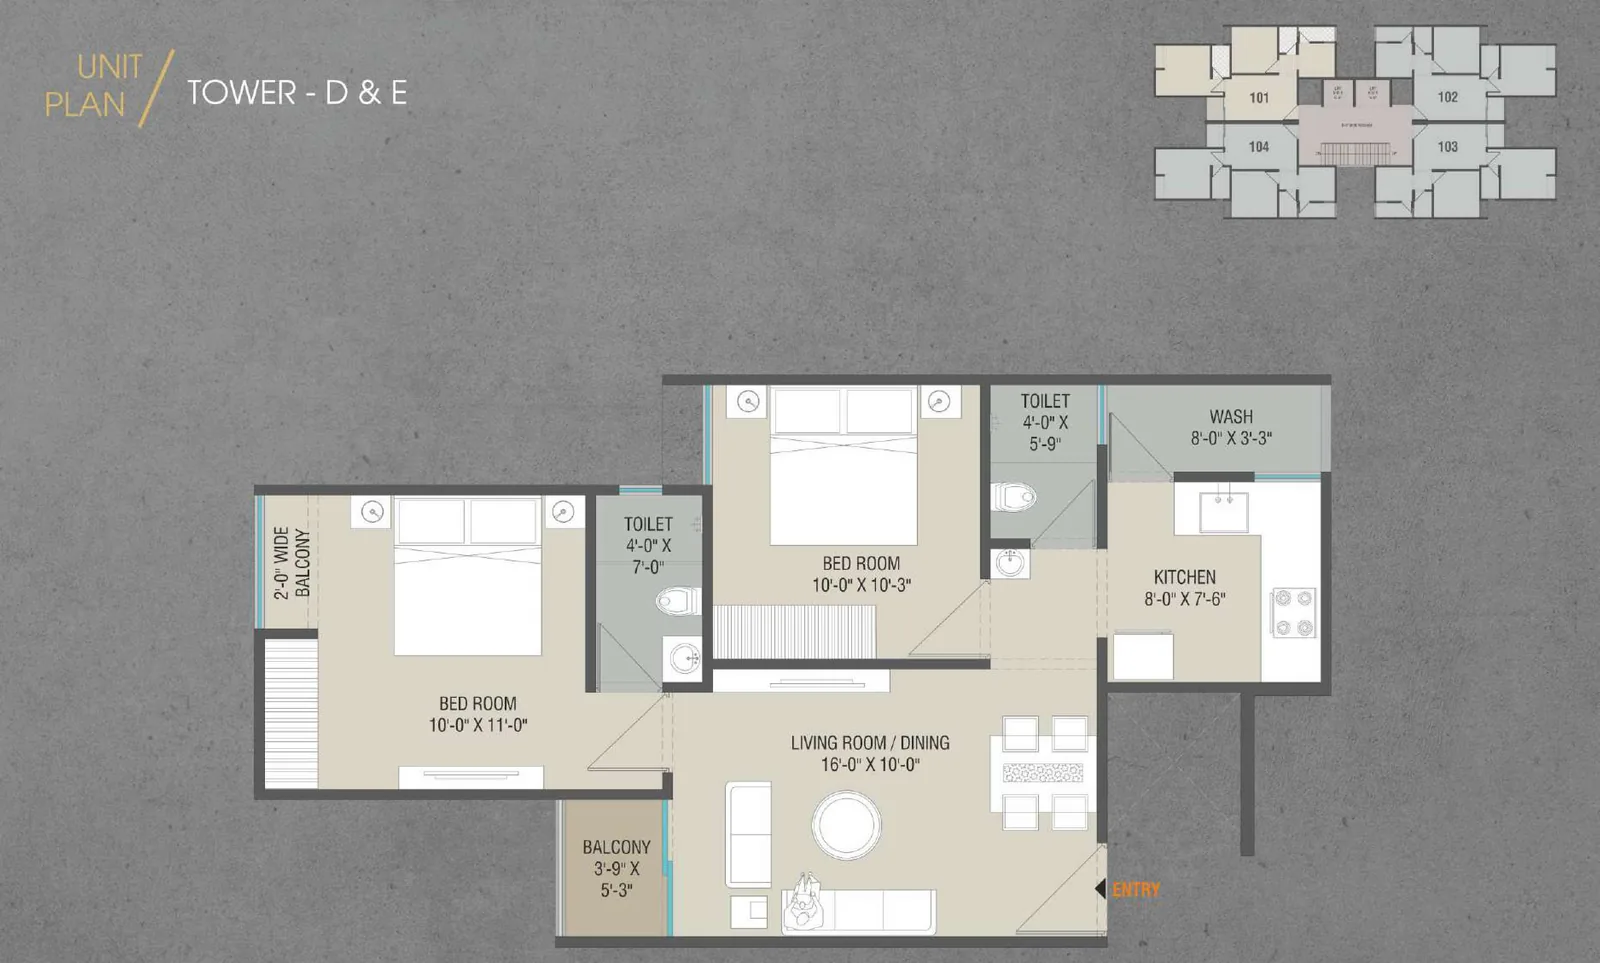 UNIT
PLAN
TOWER - D & E
101
102
104
103
TOILET
4'-0" X
5'-9"
WASH
8'-0" X 3'-3"
2'-0" WIDE
BALCONY
TOILET
4'-0" X
7'-0"
BED ROOM
10'-0" X 10'-3"
KITCHEN
8'-0" X 7'-6"
BED ROOM
10'-0" X 11'-0"
LIVING ROOM / DINING
16'-0" X 10'-0"
BALCONY
3'-9" X
5'-3"
ENTRY